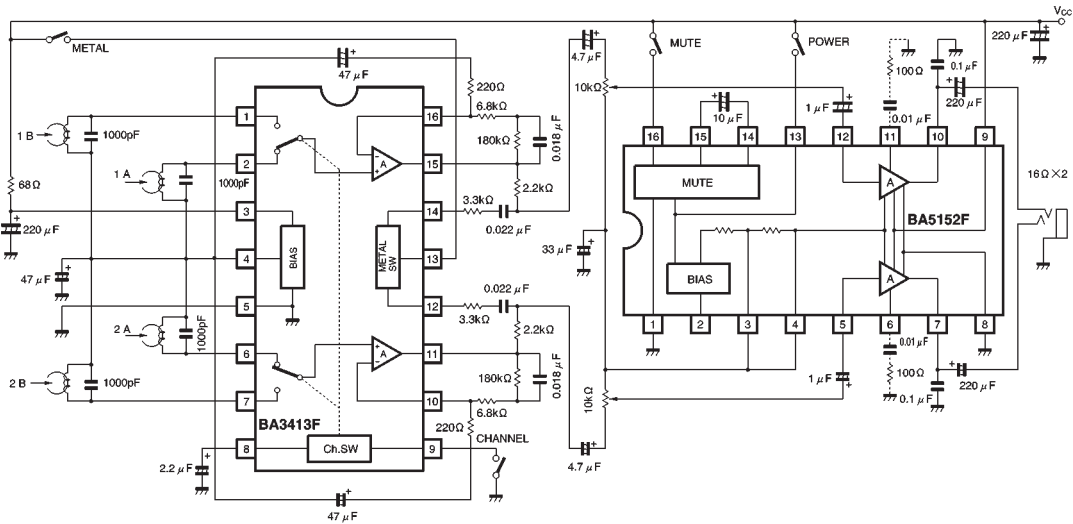 VCC
METAL
MUTE
POWER
220 μF
4.7 μF
47 μF
220Ω
100Ω
0.1 μF
220 μF
10kΩ
6.8kΩ
1 μF
10 μF
0.01 μF
1 B
1000pF
1
16
180kΩ
0.018 μF
16
15
14
13
12
11
10
9
2
15
A
1 A
1000pF
2.2kΩ
MUTE
A
16Ω×2
68Ω
3.3kΩ
BA5152F
3
14
0.022 μF
220 μF
BIAS
METAL SW
33 μF
47 μF
4
13
BIAS
A
0.022 μF
5
12
3.3kΩ
2.2kΩ
2 A
1000pF
1
2
3
4
5
6
7
8
6
A
11
0.01 μF
2 B
1000pF
180kΩ
0.018 μF
1 μF
100Ω
220 μF
7
10
6.8kΩ
10kΩ
0.1 μF
BA3413F
220Ω
CHANNEL
8
Ch.SW
9
2.2 μF
4.7 μF
47 μF